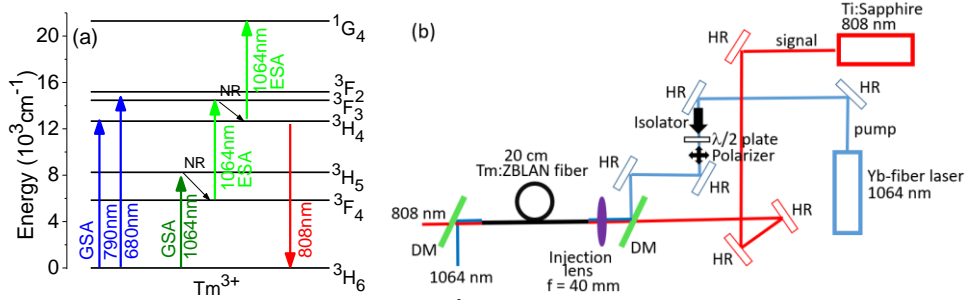 (a)
Energy (10³cm⁻¹)
20
16
12
8
4
0
¹G₄
³F₂
³F₃
³H₄
³H₅
³F₄
³H₆
GSA
790nm
680nm
GSA
1064nm
NR
1064nm
ESA
NR
1064nm
ESA
808nm
Tm³⁺
(b)
Ti:Sapphire
808 nm
HR
signal
HR
HR
Isolator
λ/2 plate
Polarizer
pump
20 cm
Tm:ZBLAN fiber
HR
HR
Yb-fiber laser
1064 nm
808 nm
DM
1064 nm
Injection
lens
f = 40 mm
DM
HR
HR